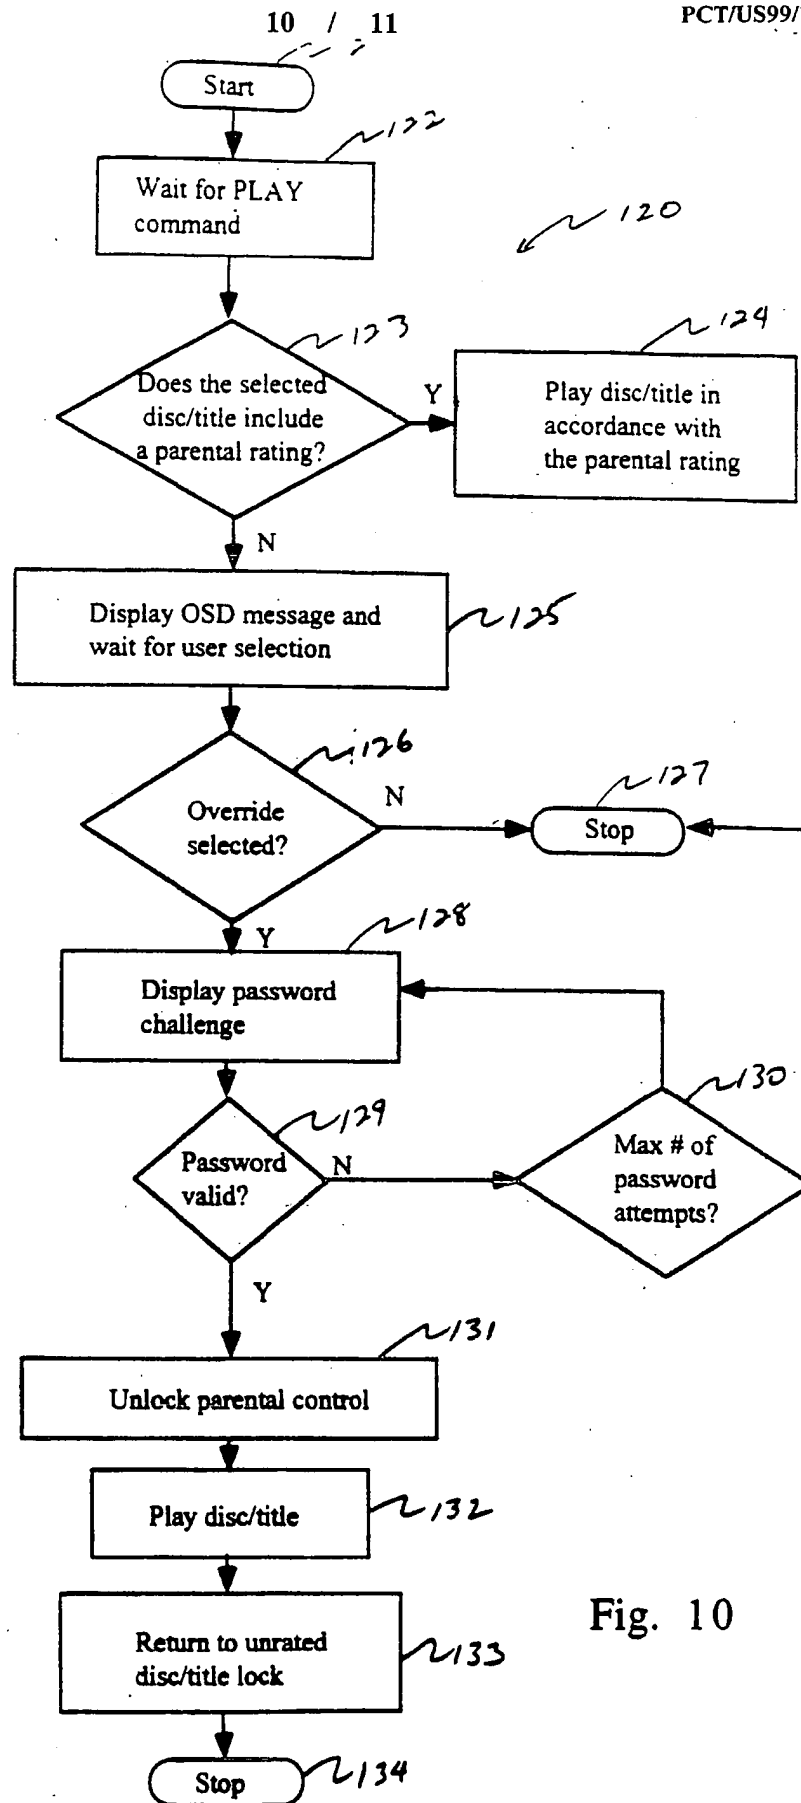 10 / 11
PCT/US99/
Start
122
Wait for PLAY
command
120
123
124
Does the selected
disc/title include
a parental rating?
Y
Play disc/title in
accordance with
the parental rating
N
Display OSD message and
wait for user selection
125
126
127
Override
selected?
N
Stop
Y
128
Display password
challenge
129
130
Password
valid?
N
Max # of
password
attempts?
Y
131
Unlock parental control
Play disc/title
132
Return to unrated
disc/title lock
133
Fig. 10
Stop
134